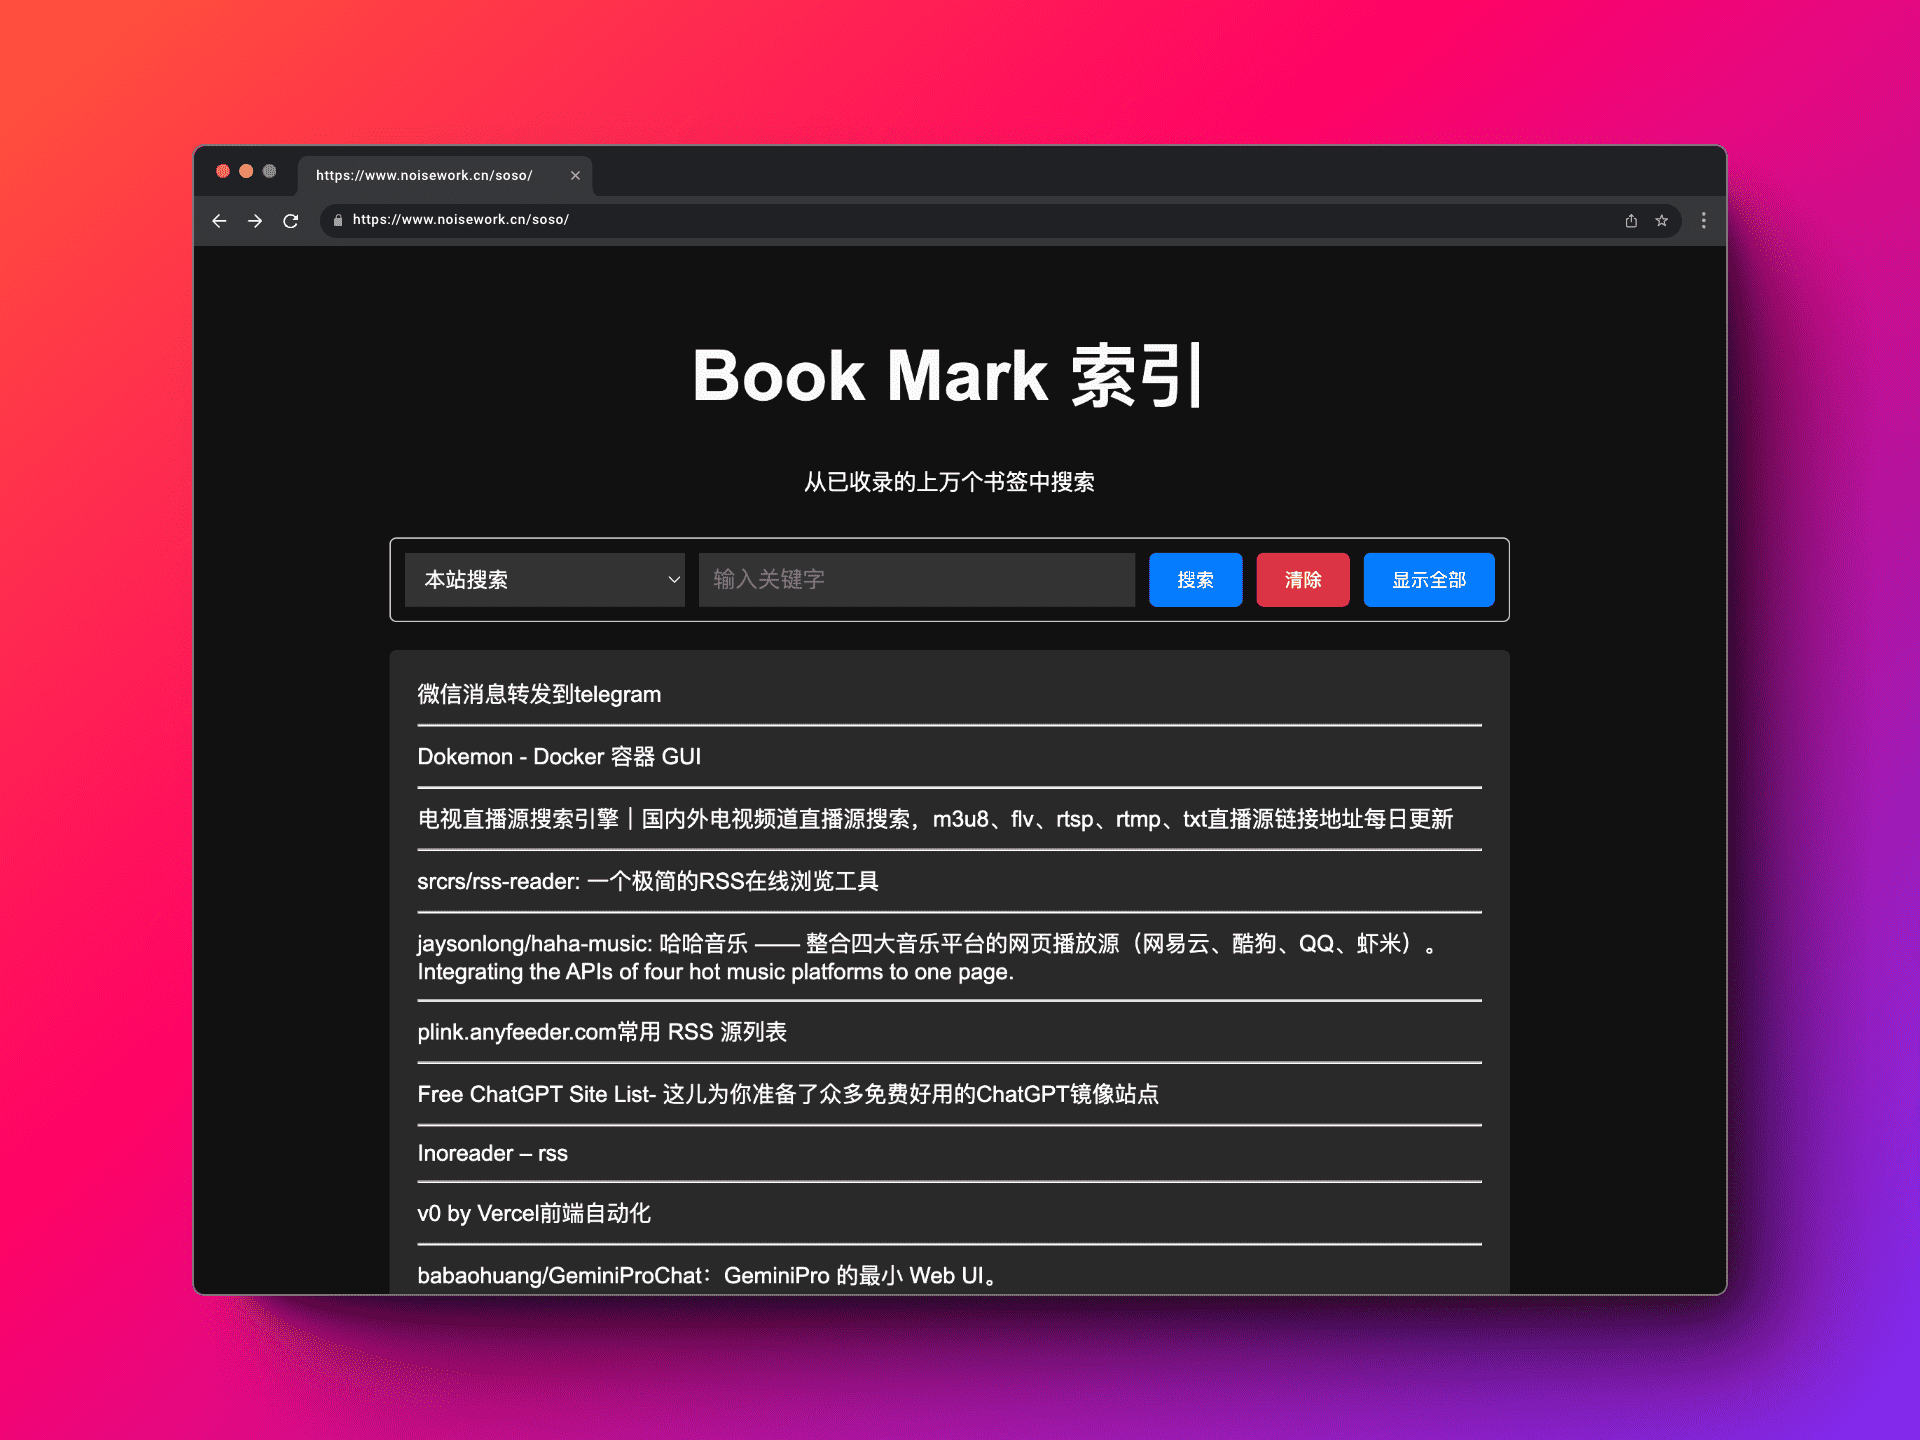 https://www.noisework.cn/soso/
https://www.noisework.cn/soso/
Book Mark 索引
从已收录的上万个书签中搜索
本站搜索 输入关键字 搜索 清除 显示全部
微信消息转发到telegram
Dokemon - Docker 容器 GUI
电视直播源搜索引擎｜国内外电视频道直播源搜索，m3u8、flv、rtsp、rtmp、txt直播源链接地址每日更新
srcrs/rss-reader: 一个极简的RSS在线浏览工具
jaysonlong/haha-music: 哈哈音乐 —— 整合四大音乐平台的网页播放源（网易云、酷狗、QQ、虾米）。
Integrating the APIs of four hot music platforms to one page.
plink.anyfeeder.com常用 RSS 源列表
Free ChatGPT Site List- 这儿为你准备了众多免费好用的ChatGPT镜像站点
Inoreader – rss
v0 by Vercel前端自动化
babaohuang/GeminiProChat：GeminiPro 的最小 Web UI。